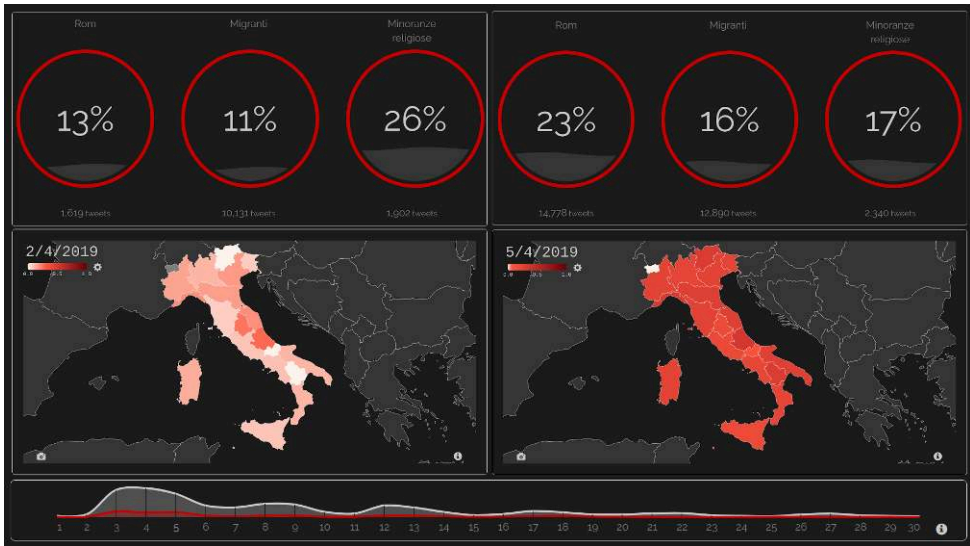 Rom
Migranti
Minoranze
religiose
13%
11%
26%
1,619 tweets
10,131 tweets
1,902 tweets
Rom
Migranti
Minoranze
religiose
23%
16%
17%
14,778 tweets
12,890 tweets
2,340 tweets
2/4/2019
5/4/2019
1 2 3 4 5 6 7 8 9 10 11 12 13 14 15 16 17 18 19 20 21 22 23 24 25 26 27 28 29 30